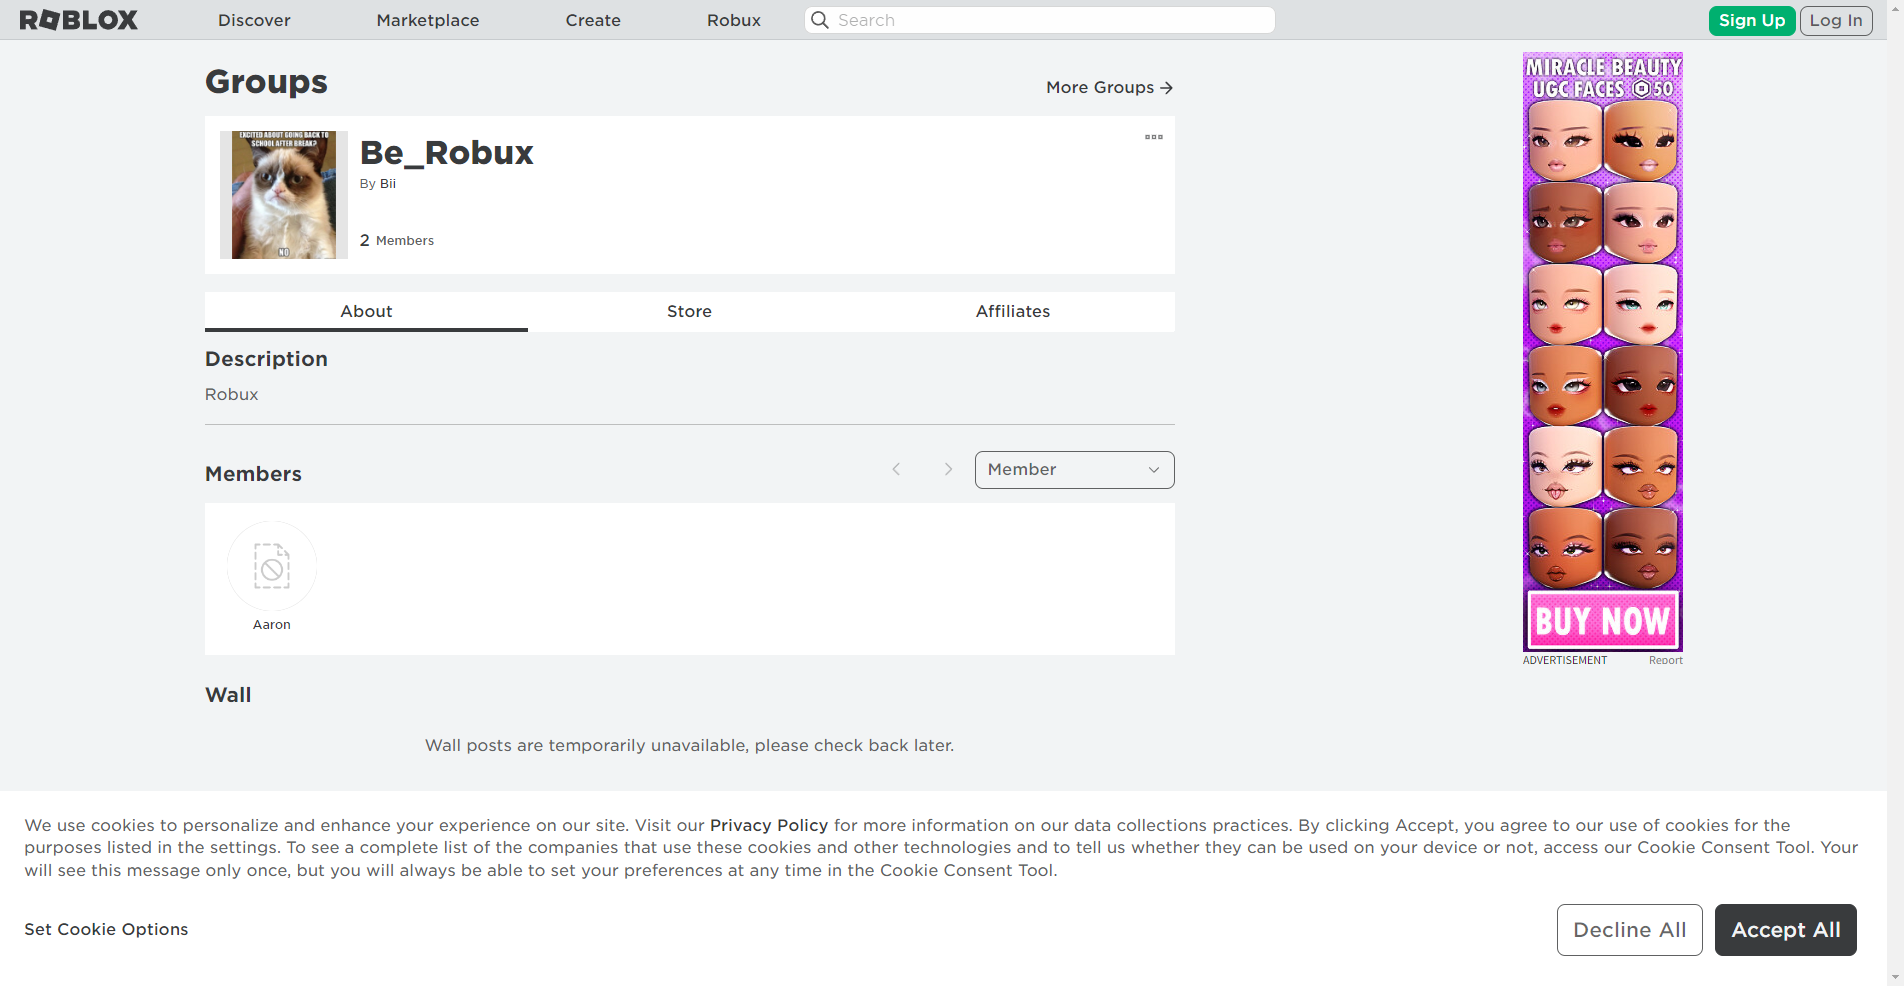 ROBLOX
Discover
Marketplace
Create
Robux
Search
Sign Up
Log In
Groups
More Groups
EXCITED ABOUT GOING BACK TO
SCHOOL AFTER BREAK?
NO
Be_Robux
By Bii
2 Members
About
Store
Affiliates
Description
Robux
Members
Member
Aaron
Wall
Wall posts are temporarily unavailable, please check back later.
MIRACLE BEAUTY
UGC FACES 50
BUY NOW
ADVERTISEMENT
Report
We use cookies to personalize and enhance your experience on our site. Visit our Privacy Policy for more information on our data collections practices. By clicking Accept, you agree to our use of cookies for the
purposes listed in the settings. To see a complete list of the companies that use these cookies and other technologies and to tell us whether they can be used on your device or not, access our Cookie Consent Tool. Your
will see this message only once, but you will always be able to set your preferences at any time in the Cookie Consent Tool.
Set Cookie Options
Decline All
Accept All